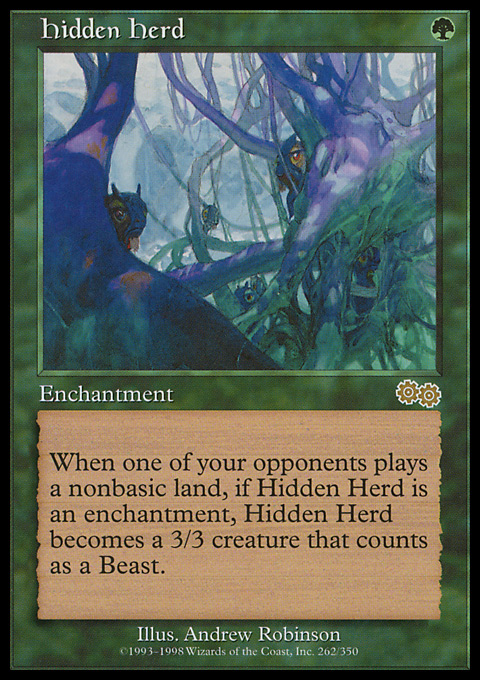 Hidden Herd
Enchantment
When one of your opponents plays
a nonbasic land, if Hidden Herd is
an enchantment, Hidden Herd
becomes a 3/3 creature that counts
as a Beast.
Illus. Andrew Robinson
©1993–1998 Wizards of the Coast, Inc. 262/350